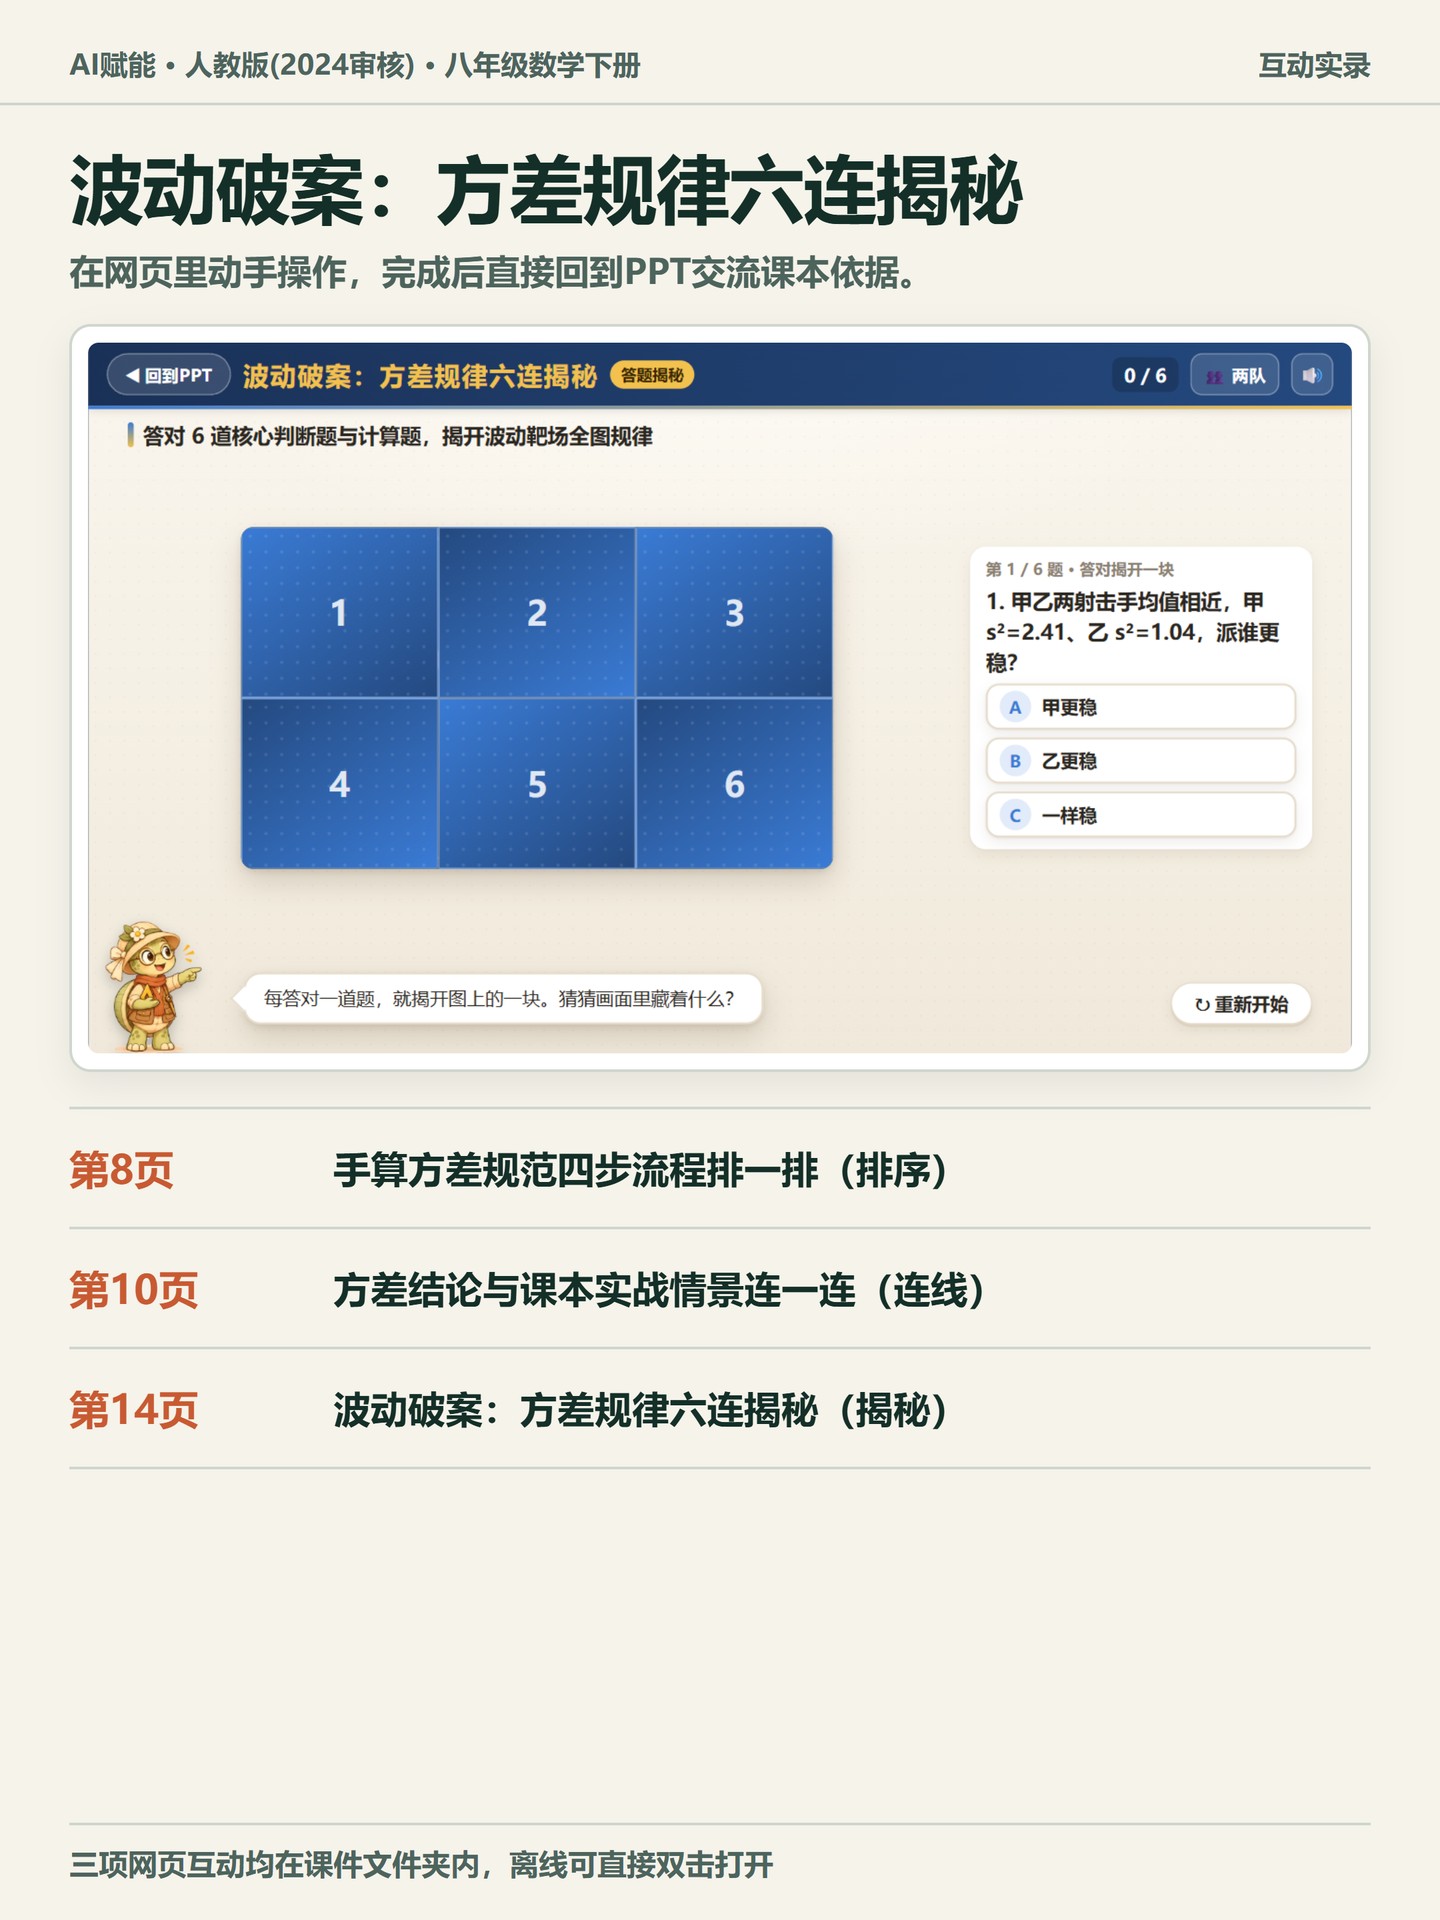 AI赋能 • 人教版(2024审核) • 八年级数学下册
互动实录
波动破案：方差规律六连揭秘
在网页里动手操作，完成后直接回到PPT交流课本依据。
◀ 回到PPT
波动破案：方差规律六连揭秘
答题揭秘
0 / 6
两队
答对 6 道核心判断题与计算题，揭开波动靶场全图规律
1
2
3
4
5
6
第 1 / 6 题 • 答对揭开一块
1. 甲乙两射击手均值相近，甲
s²=2.41、乙 s²=1.04，派谁更
稳？
A 甲更稳
B 乙更稳
C 一样稳
每答对一道题，就揭开图上的一块。猜猜画面里藏着什么？
↻ 重新开始
第8页 手算方差规范四步流程排一排（排序）
第10页 方差结论与课本实战情景连一连（连线）
第14页 波动破案：方差规律六连揭秘（揭秘）
三项网页互动均在课件文件夹内，离线可直接双击打开